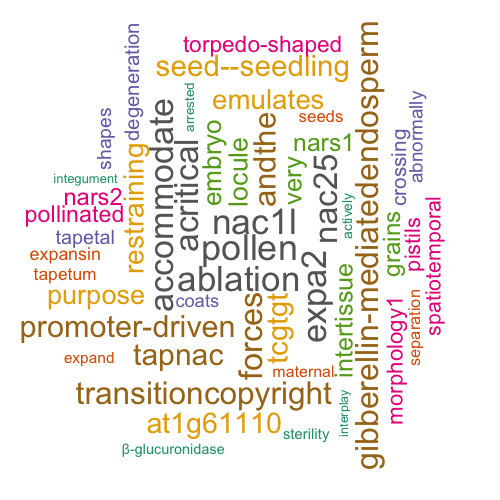 torpedo-shaped
seed--seedling
emulates
seeds
degeneration
arrested
shapes
accommodate
acritical
embryo
locule
andthe
very
nars1
nac25
actively
crossing
abnormally
gibberellin-mediatedendosperm
integument
nars2
pollinated
restraining
nac1l
pollen
ablation
expa2
grains
pistils
spatiotemporal
tapetal
expansin
tapetum
purpose
coats
forces
tcgtgt
intertissue
morphology1
separation
promoter-driven
expand
tapnac
maternal
transitioncopyright
at1g61110
sterility
interplay
β-glucuronidase